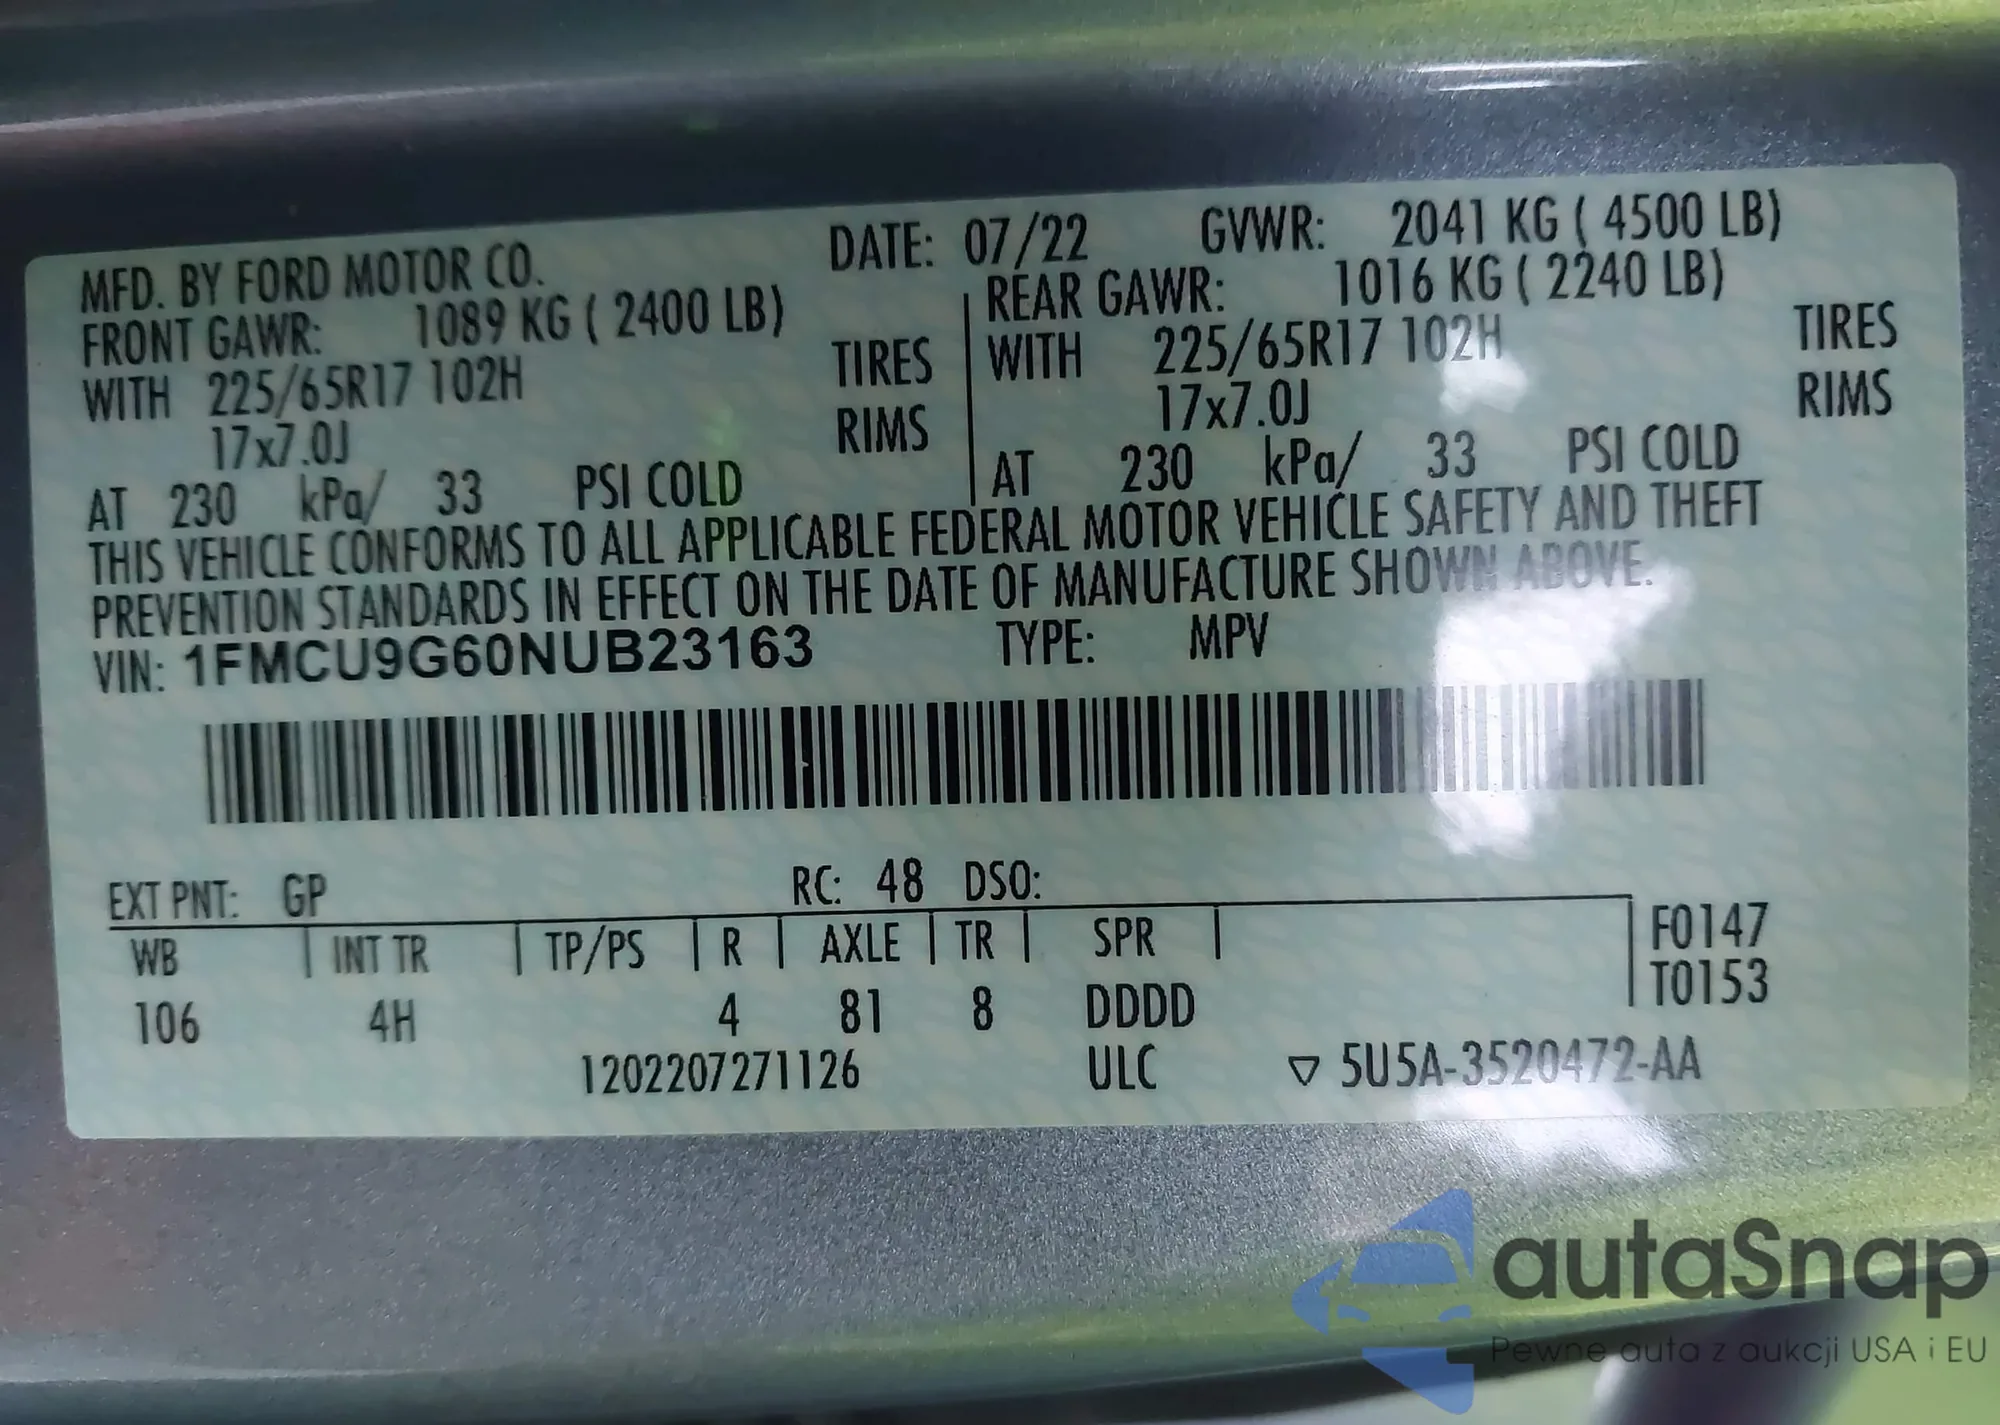 MFD. BY FORD MOTOR CO. DATE: 07/22 GVWR: 2041 KG ( 4500 LB)
FRONT GAWR: 1089 KG ( 2400 LB) REAR GAWR: 1016 KG ( 2240 LB)
WITH 225/65R17 102H TIRES WITH 225/65R17 102H TIRES
17x7.0J RIMS 17x7.0J RIMS
AT 230 kPa/ 33 PSI COLD AT 230 kPa/ 33 PSI COLD
THIS VEHICLE CONFORMS TO ALL APPLICABLE FEDERAL MOTOR VEHICLE SAFETY AND THEFT
PREVENTION STANDARDS IN EFFECT ON THE DATE OF MANUFACTURE SHOWN ABOVE.
VIN: 1FMCU9G60NUB23163 TYPE: MPV
EXT PNT: GP RC: 48 DSO:
WB INT TR TP/PS R AXLE TR SPR F0147
T0153
106 4H 4 81 8 DDDD
1202207271126 ULC ▽ 5U5A-3520472-AA
autaSnap
Pewne auta z aukcji USA i EU